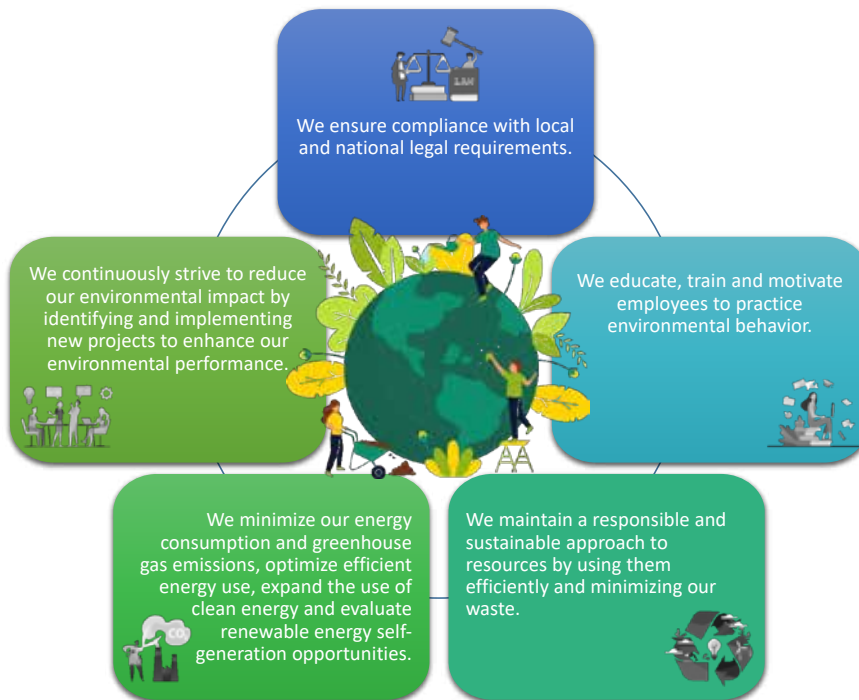 LAW
We ensure compliance with local
and national legal requirements.
We continuously strive to reduce
our environmental impact by
identifying and implementing
new projects to enhance our
environmental performance.
We educate, train and motivate
employees to practice
environmental behavior.
We minimize our energy
consumption and greenhouse
gas emissions, optimize efficient
energy use, expand the use of
clean energy and evaluate
renewable energy self-
generation opportunities.
CO2
We maintain a responsible and
sustainable approach to
resources by using them
efficiently and minimizing our
waste.